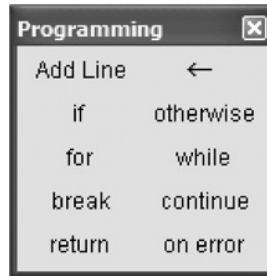 Programming
Add Line ←
if otherwise
for while
break continue
return on error